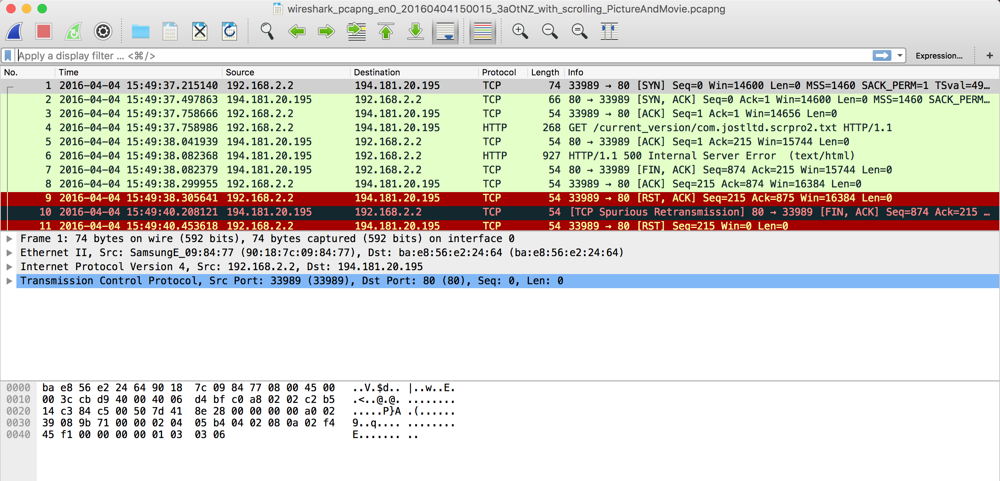 wireshark_pcapng_en0_20160404150015_3aOtNZ_with_scrolling_PictureAndMovie.pcapng
Apply a display filter ... <⌘/>
Expression...
+
No. Time Source Destination Protocol Length Info
1 2016-04-04 15:49:37.215140 192.168.2.2 194.181.20.195 TCP 74 33989 → 80 [SYN] Seq=0 Win=14600 Len=0 MSS=1460 SACK_PERM=1 TSval=49…
2 2016-04-04 15:49:37.497863 194.181.20.195 192.168.2.2 TCP 66 80 → 33989 [SYN, ACK] Seq=0 Ack=1 Win=14600 Len=0 MSS=1460 SACK_PERM…
3 2016-04-04 15:49:37.758666 192.168.2.2 194.181.20.195 TCP 54 33989 → 80 [ACK] Seq=1 Ack=1 Win=14656 Len=0
4 2016-04-04 15:49:37.758986 192.168.2.2 194.181.20.195 HTTP 268 GET /current_version/com.jostltd.scrpro2.txt HTTP/1.1
5 2016-04-04 15:49:38.041939 194.181.20.195 192.168.2.2 TCP 54 80 → 33989 [ACK] Seq=1 Ack=215 Win=15744 Len=0
6 2016-04-04 15:49:38.082368 194.181.20.195 192.168.2.2 HTTP 927 HTTP/1.1 500 Internal Server Error (text/html)
7 2016-04-04 15:49:38.082379 194.181.20.195 192.168.2.2 TCP 54 80 → 33989 [FIN, ACK] Seq=874 Ack=215 Win=15744 Len=0
8 2016-04-04 15:49:38.299955 192.168.2.2 194.181.20.195 TCP 54 33989 → 80 [ACK] Seq=215 Ack=874 Win=16384 Len=0
9 2016-04-04 15:49:38.305641 192.168.2.2 194.181.20.195 TCP 54 33989 → 80 [RST, ACK] Seq=215 Ack=875 Win=16384 Len=0
10 2016-04-04 15:49:40.208121 194.181.20.195 192.168.2.2 TCP 54 [TCP Spurious Retransmission] 80 → 33989 [FIN, ACK] Seq=874 Ack=215 …
11 2016-04-04 15:49:40.453618 192.168.2.2 194.181.20.195 TCP 54 33989 → 80 [RST] Seq=215 Win=0 Len=0
Frame 1: 74 bytes on wire (592 bits), 74 bytes captured (592 bits) on interface 0
Ethernet II, Src: SamsungE_09:84:77 (90:18:7c:09:84:77), Dst: ba:e8:56:e2:24:64 (ba:e8:56:e2:24:64)
Internet Protocol Version 4, Src: 192.168.2.2, Dst: 194.181.20.195
Transmission Control Protocol, Src Port: 33989 (33989), Dst Port: 80 (80), Seq: 0, Len: 0
0000 ba e8 56 e2 24 64 90 18 7c 09 84 77 08 00 45 00 ..V.$d.. |..w..E.
0010 00 3c cb d9 40 00 40 06 d4 bf c0 a8 02 02 c2 b5 .<..@.@. ........
0020 14 c3 84 c5 00 50 7d 41 8e 28 00 00 00 00 a0 02 .....P}A .(......
0030 39 08 9b 71 00 00 02 04 05 b4 04 02 08 0a 02 f4 9..q.... ........
0040 45 f1 00 00 00 00 01 03 03 06 E....... ..